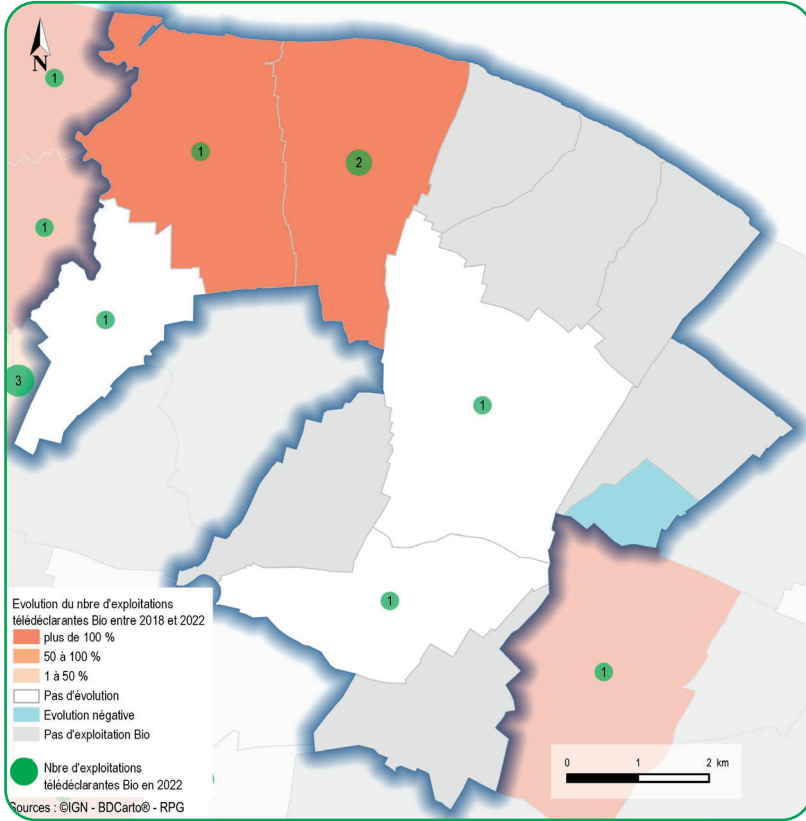 N
1
1
2
1
1
3
1
1
1
Evolution du nbre d'exploitations
télédéclarantes Bio entre 2018 et 2022
plus de 100 %
50 à 100 %
1 à 50 %
Pas d'évolution
Evolution négative
Pas d'exploitation Bio
Nbre d'exploitations
télédéclarantes Bio en 2022
0 1 2 km
Sources : ©IGN - BDCarto® - RPG